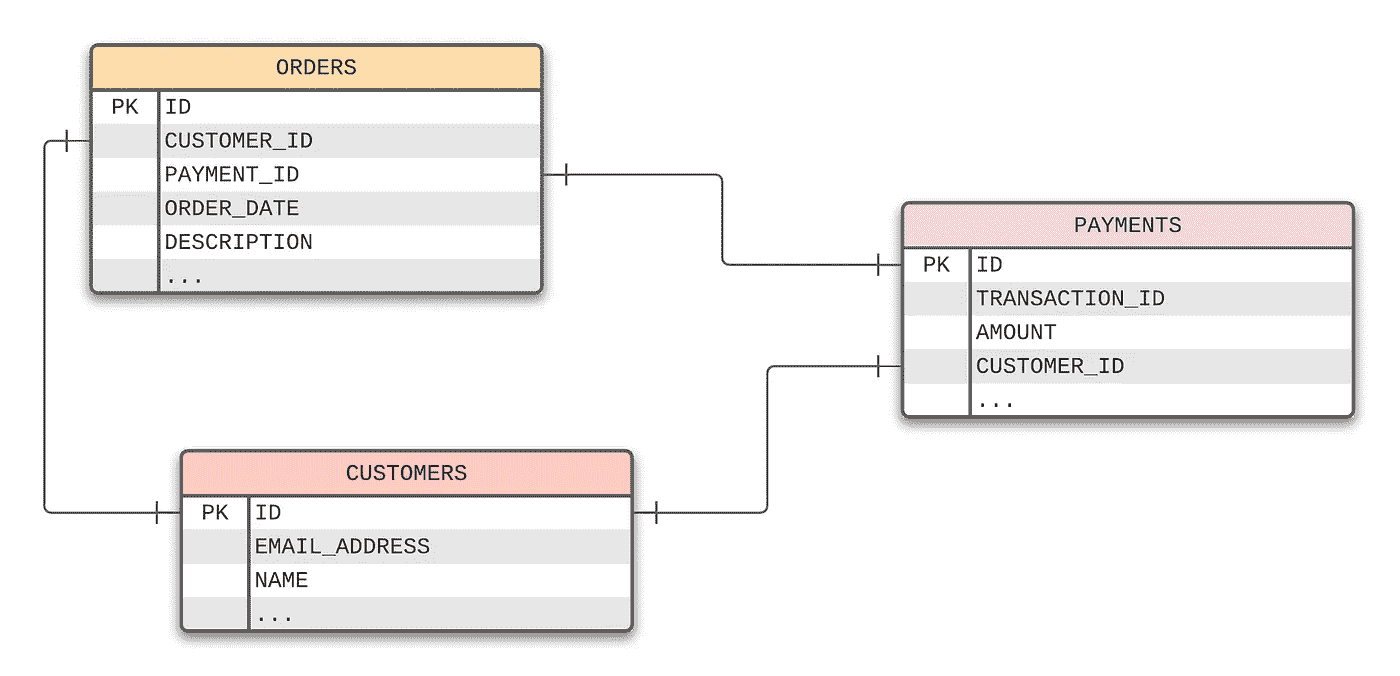 ORDERS
PK ID
CUSTOMER_ID
PAYMENT_ID
ORDER_DATE
DESCRIPTION
...
PAYMENTS
PK ID
TRANSACTION_ID
AMOUNT
CUSTOMER_ID
...
CUSTOMERS
PK ID
EMAIL_ADDRESS
NAME
...